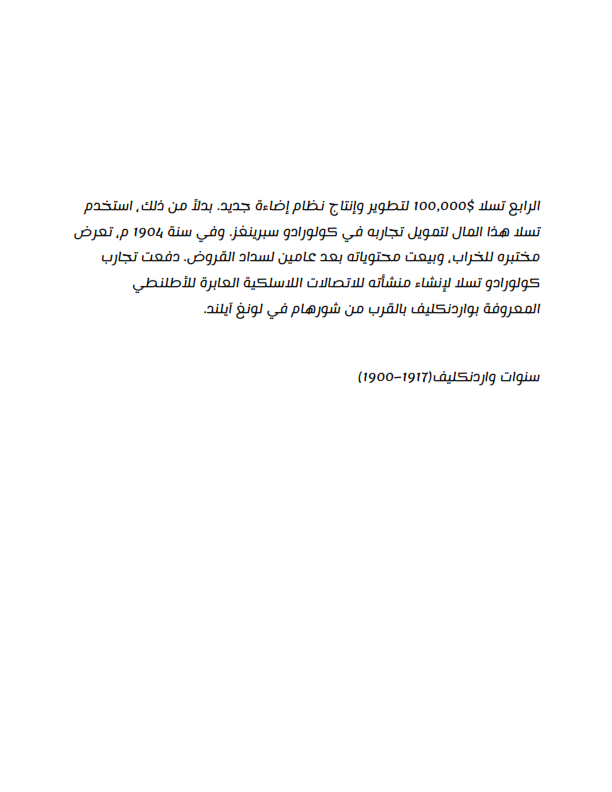 الرابع تسلا $100,000 لتطوير وإنتاج نظام إضاءة جديد. بدلاً من ذلك، استخدم
تسلا هذا المال لتمويل تجاربه في كولورادو سبرينغز. وفي سنة 1904 م، تعرض
مختبره للخراب، وبيعت محتوياته بعد عامين لسداد القروض. دفعت تجارب
كولورادو تسلا لإنشاء منشأته للاتصالات اللاسلكية العابرة للأطلنطي
المعروفة بواردنكليف بالقرب من شورهام في لونغ آيلند.
سنوات واردنكليف(1917–1900)